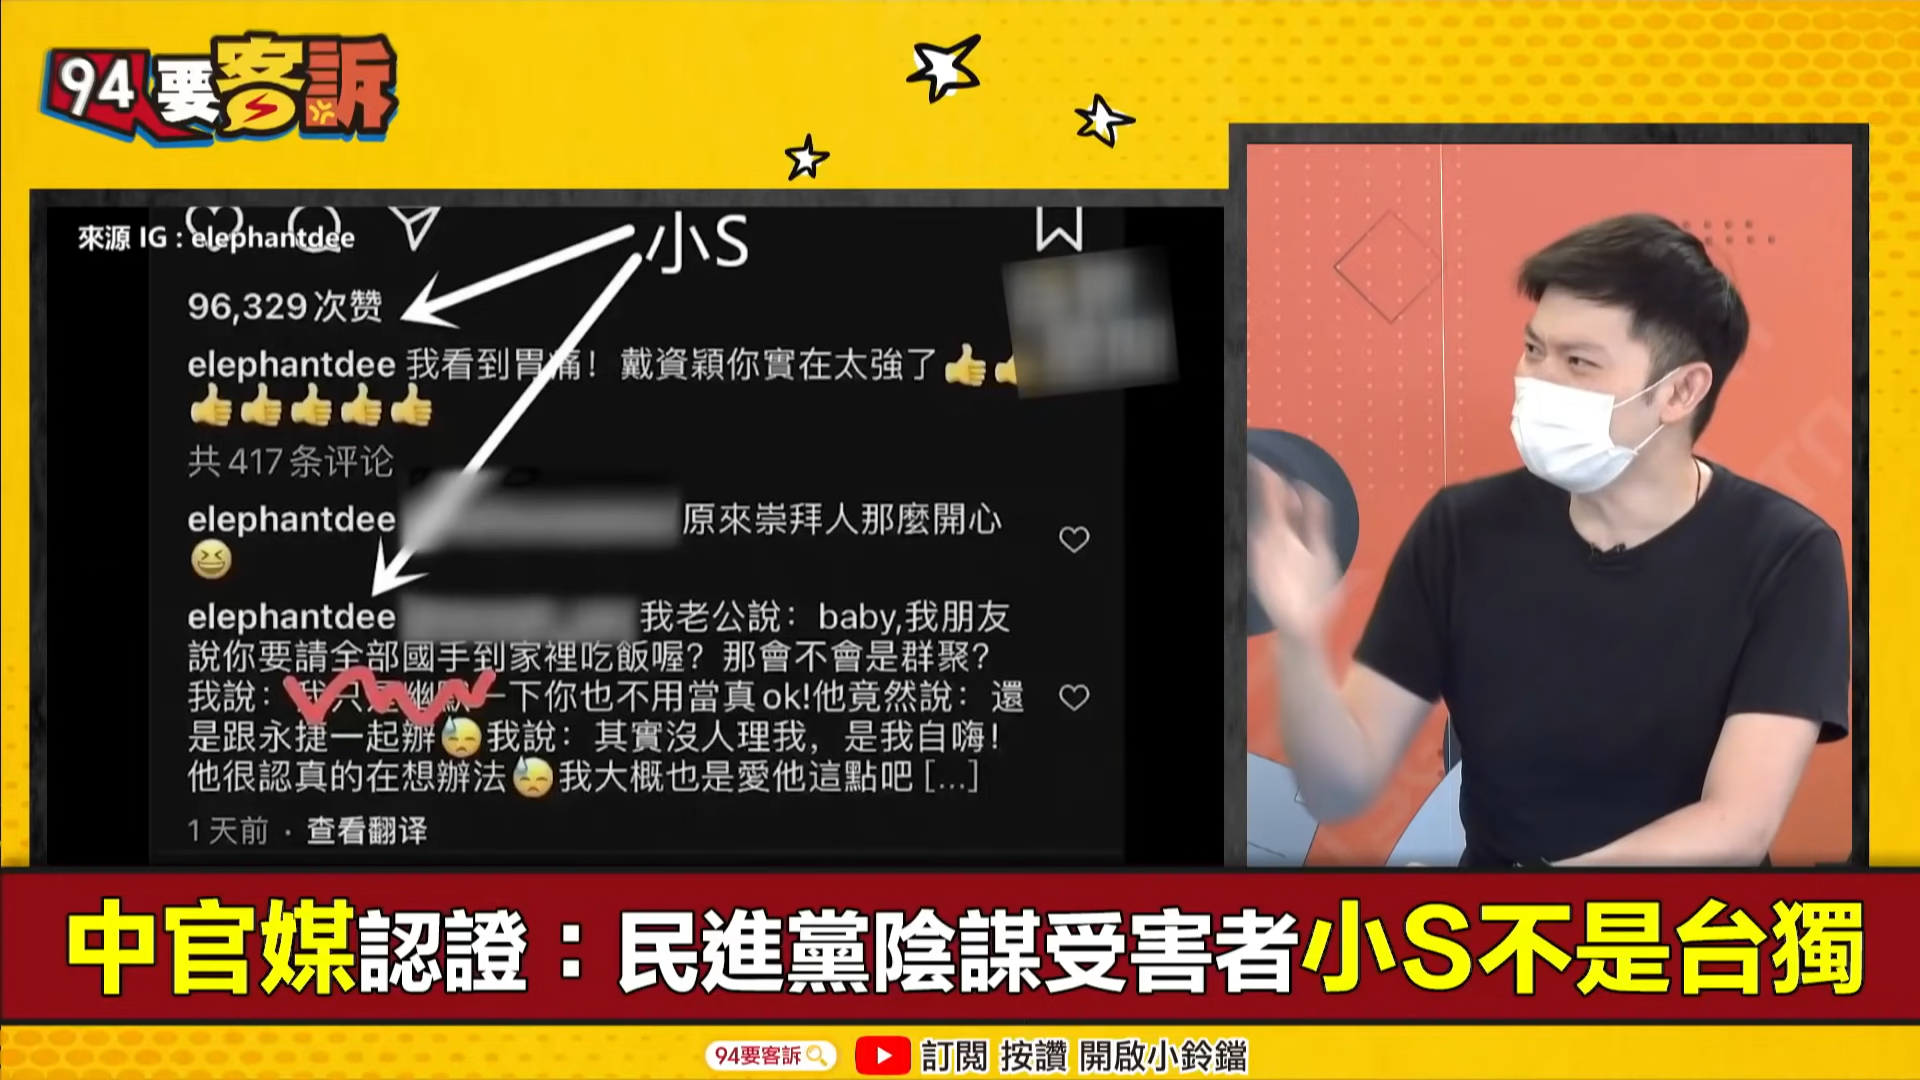 94要客訴
來源 IG : elephantdee
小S
96,329次赞
elephantdee 我看到胃痛！戴資穎你實在太強了
共417条评论
elephantdee 原來崇拜人那麼開心
elephantdee 我老公說：baby,我朋友
說你要請全部國手到家裡吃飯喔？那會不會是群聚？
我說：我只是幽默一下你也不用當真ok!他竟然說：還
是跟永捷一起辦 我說：其實沒人理我，是我自嗨！
他很認真的在想辦法 我大概也是愛他這點吧 [...]
1天前 · 查看翻译
中官媒認證：民進黨陰謀受害者小S不是台獨
94要客訴 訂閱 按讚 開啟小鈴鐺